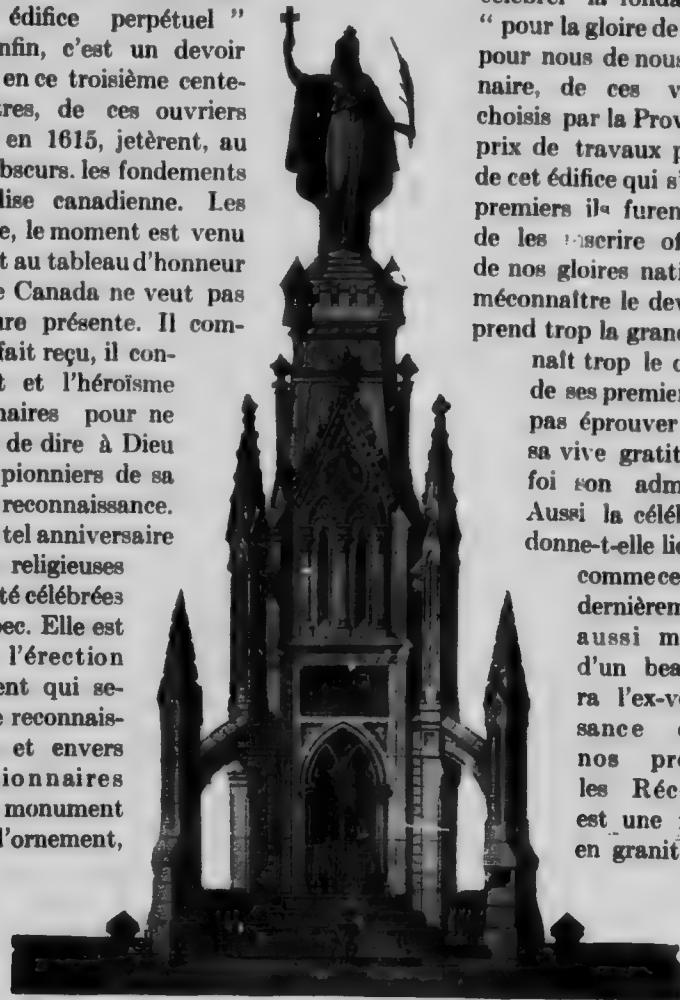 édifice perpétuel ”
nfin, c'est un devoir
en ce troisième cente-
tres, de ces ouvriers
en 1615, jetèrent, au
bscurs. les fondements
lise canadienne. Les
e, le moment est venu
t au tableau d'honneur
e Canada ne veut pas
ure présente. Il com-
fait reçu, il con-
t et l'héroïsme
naires pour ne
de dire à Dieu
pionniers de sa
reconnaissance.
tel anniversaire
religieuses
té célébrées
bec. Elle est
l'érection
ent qui se-
e reconnais-
et envers
ionnaires
monument
l'ornement,
“ pour la gloire de
pour nous de nous
naire, de ces v
choisis par la Prov
prix de travaux p
de cet édifice qui s'
premiers ils furen
de les inscrire of
de nos gloires nati
méconnaître le dev
prend trop la grand
naît trop le d
de ses premier
pas éprouver
sa vive gratit
foi son adm
Aussi la célél
donne-t-elle lie
comme ce
dernièrem
aussi m
d'un bea
ra l'ex-v
sance
nos pr
les Réc
est une
en granit